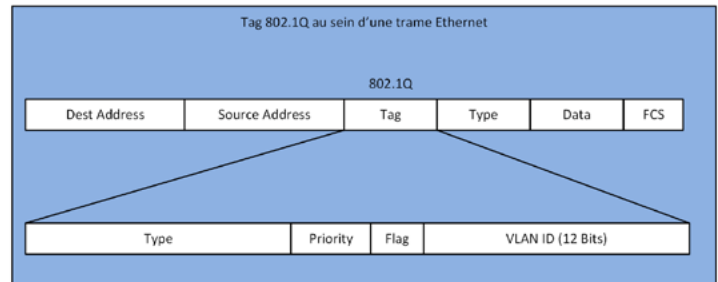 Tag 802.1Q au sein d'une trame Ethernet
802.1Q
Dest Address Source Address Tag Type Data FCS
Type Priority Flag VLAN ID (12 Bits)